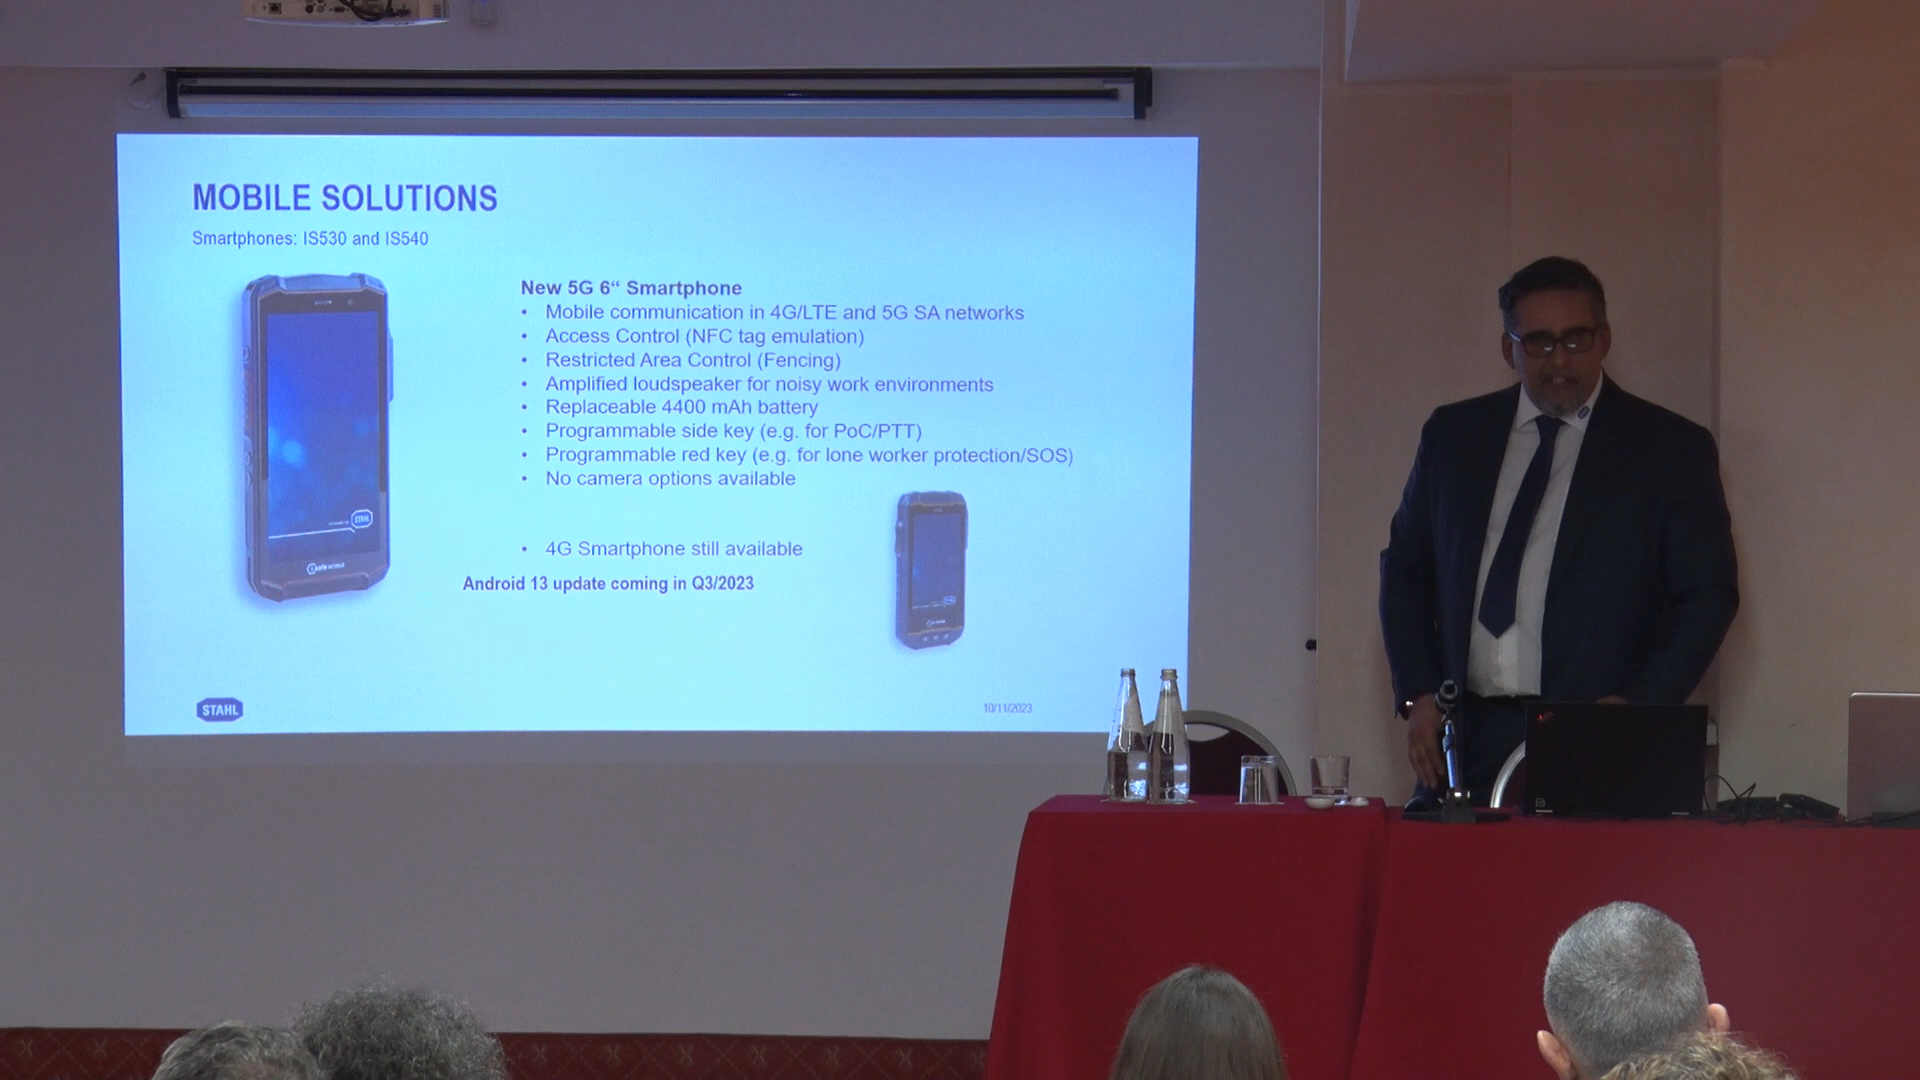 MOBILE SOLUTIONS
Smartphones: IS530 and IS540
New 5G 6“ Smartphone
• Mobile communication in 4G/LTE and 5G SA networks
• Access Control (NFC tag emulation)
• Restricted Area Control (Fencing)
• Amplified loudspeaker for noisy work environments
• Replaceable 4400 mAh battery
• Programmable side key (e.g. for PoC/PTT)
• Programmable red key (e.g. for lone worker protection/SOS)
• No camera options available
• 4G Smartphone still available
Android 13 update coming in Q3/2023
STAHL
STAHL
10/11/2023